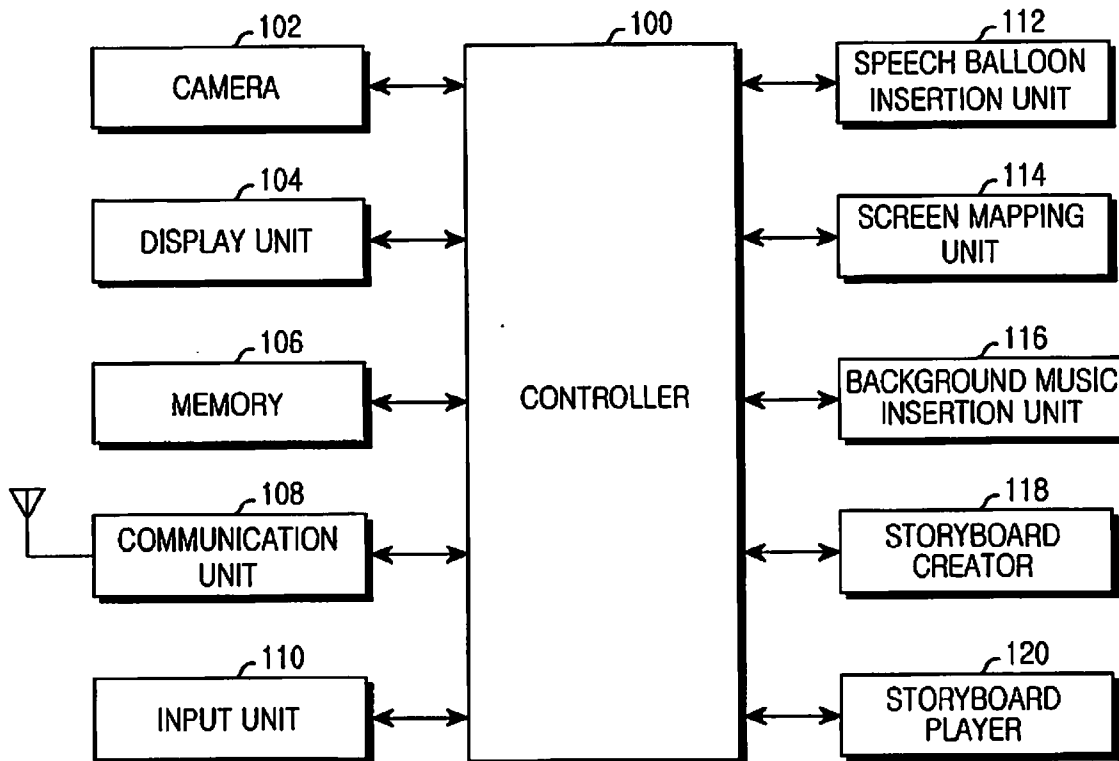 102
CAMERA
104
DISPLAY UNIT
106
MEMORY
108
COMMUNICATION
UNIT
110
INPUT UNIT
100
CONTROLLER
112
SPEECH BALLOON
INSERTION UNIT
114
SCREEN MAPPING
UNIT
116
BACKGROUND MUSIC
INSERTION UNIT
118
STORYBOARD
CREATOR
120
STORYBOARD
PLAYER